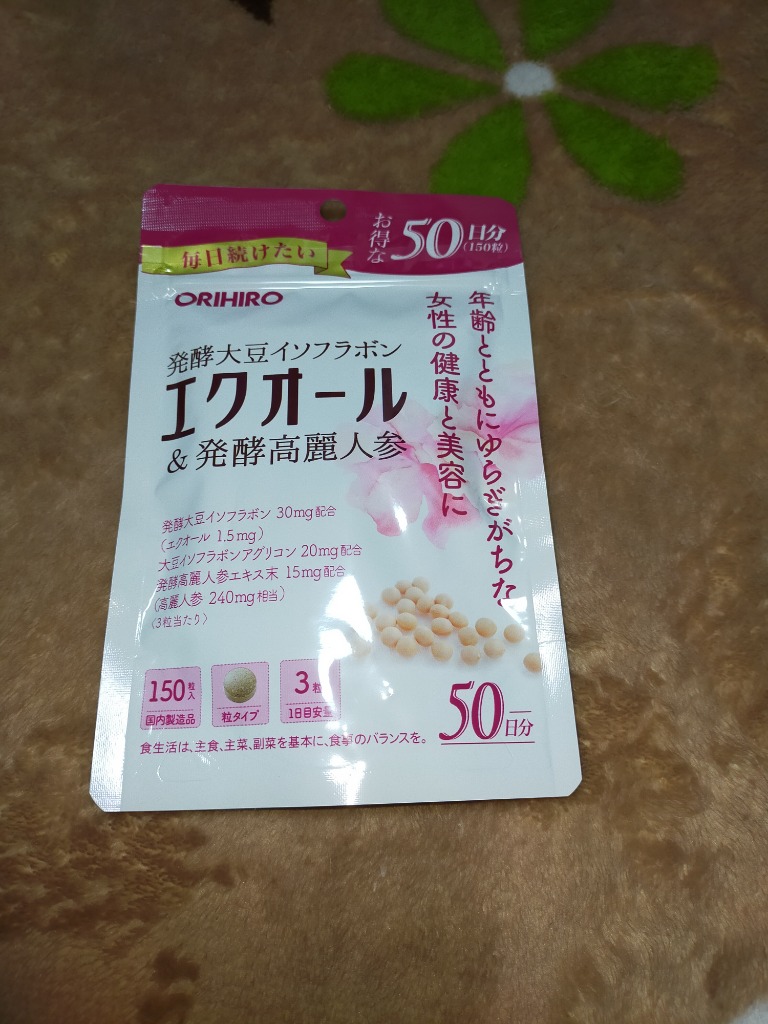 お得な
50日分
(150粒)
毎日続けたい
ORIHIRO
年齢とともにゆらぎがちな
女性の健康と美容に
発酵大豆イソフラボン
エクオール
&発酵高麗人参
発酵大豆イソフラボン 30mg配合
(エクオール 1.5mg)
大豆イソフラボンアグリコン 20mg配合
発酵高麗人参エキス末 15mg配合
(高麗人参 240mg相当)
(3粒当たり)
150粒入
国内製造品
粒タイプ
3粒
1日目安量
50日分
食生活は、主食、主菜、副菜を基本に、食事のバランスを。